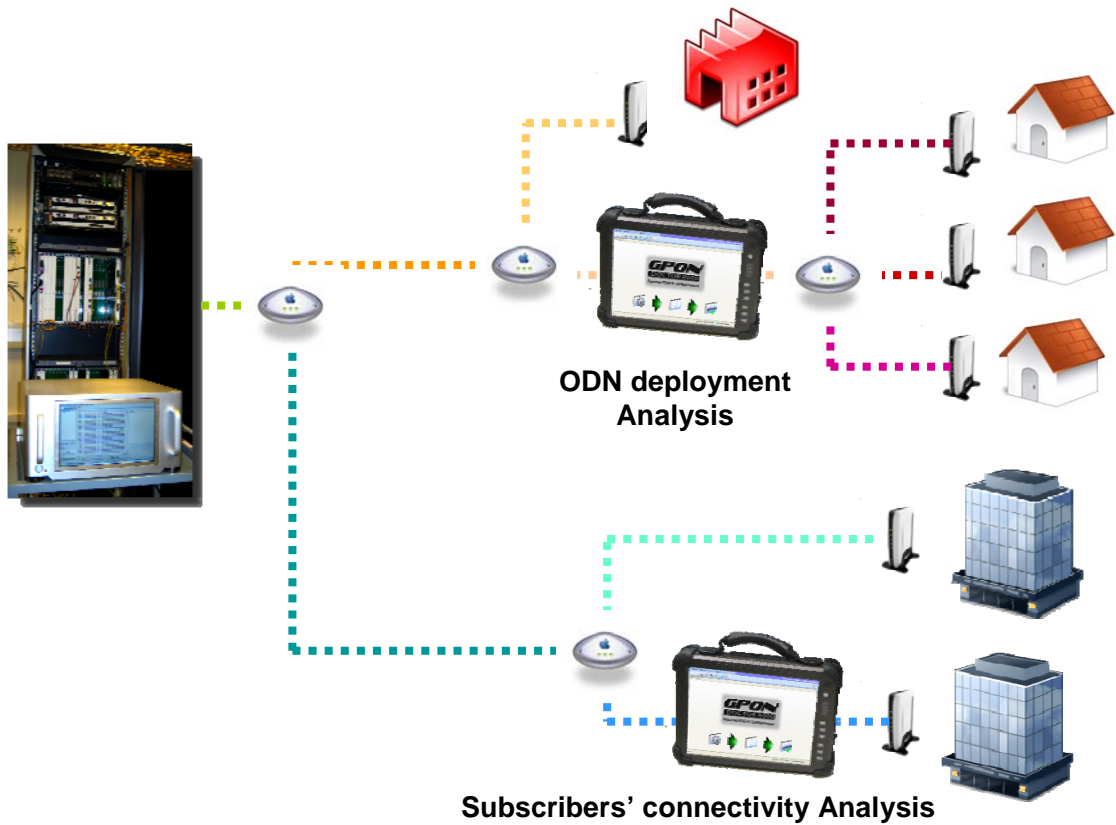 GPON
ODN deployment
Analysis
GPON
Subscribers’ connectivity Analysis